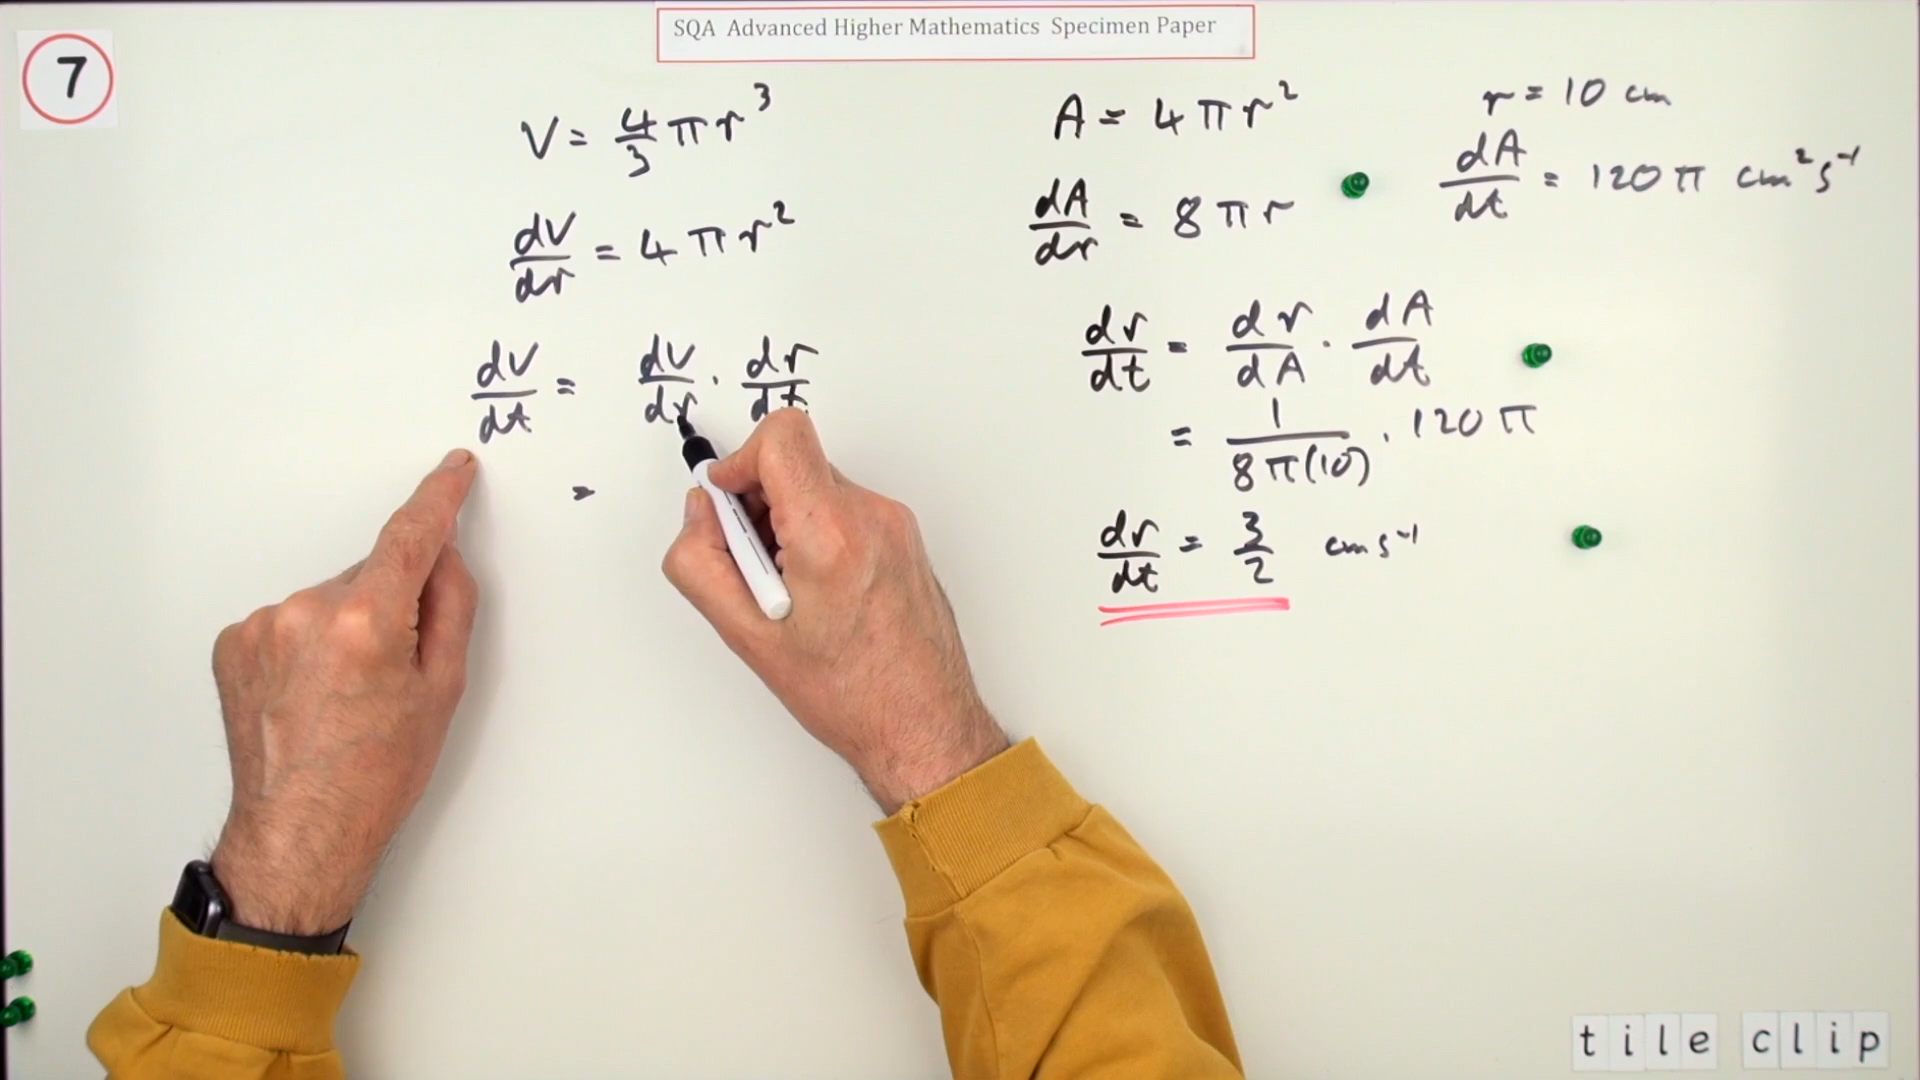 SQA Advanced Higher Mathematics Specimen Paper
7
V = 4/3 π r³
dV/dr = 4 π r²
dV/dt = dV/dr · dr/dt
=
A = 4 π r²
dA/dr = 8 π r
dr/dt = dr/dA · dA/dt
= 1/8π(10) · 120 π
dr/dt = 3/2 cm s⁻¹
r = 10 cm
dA/dt = 120 π cm² s⁻¹
tile clip